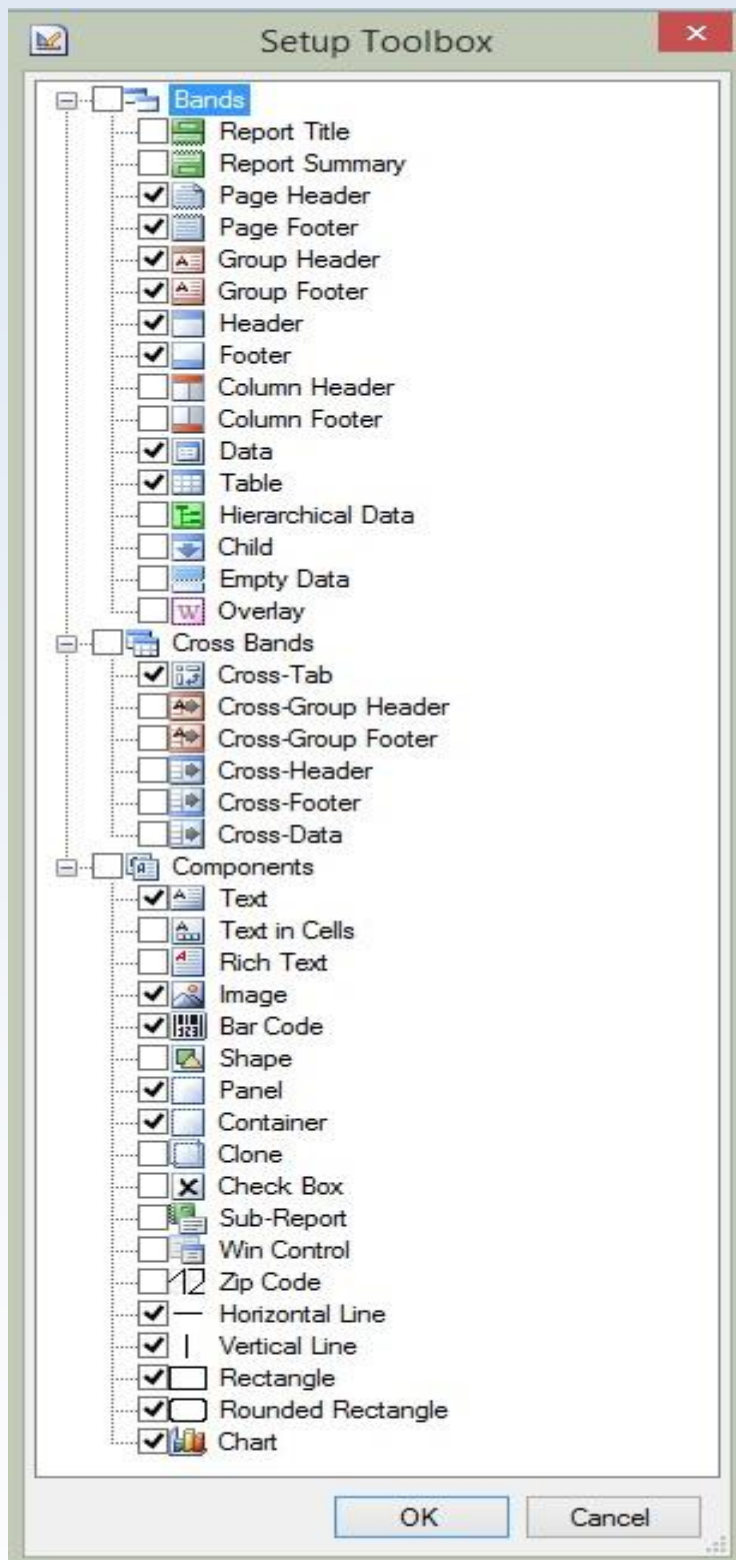 Setup Toolbox
Bands
Report Title
Report Summary
Page Header
Page Footer
Group Header
Group Footer
Header
Footer
Column Header
Column Footer
Data
Table
Hierarchical Data
Child
Empty Data
Overlay
Cross Bands
Cross-Tab
Cross-Group Header
Cross-Group Footer
Cross-Header
Cross-Footer
Cross-Data
Components
Text
Text in Cells
Rich Text
Image
Bar Code
Shape
Panel
Container
Clone
Check Box
Sub-Report
Win Control
Zip Code
Horizontal Line
Vertical Line
Rectangle
Rounded Rectangle
Chart
OK Cancel